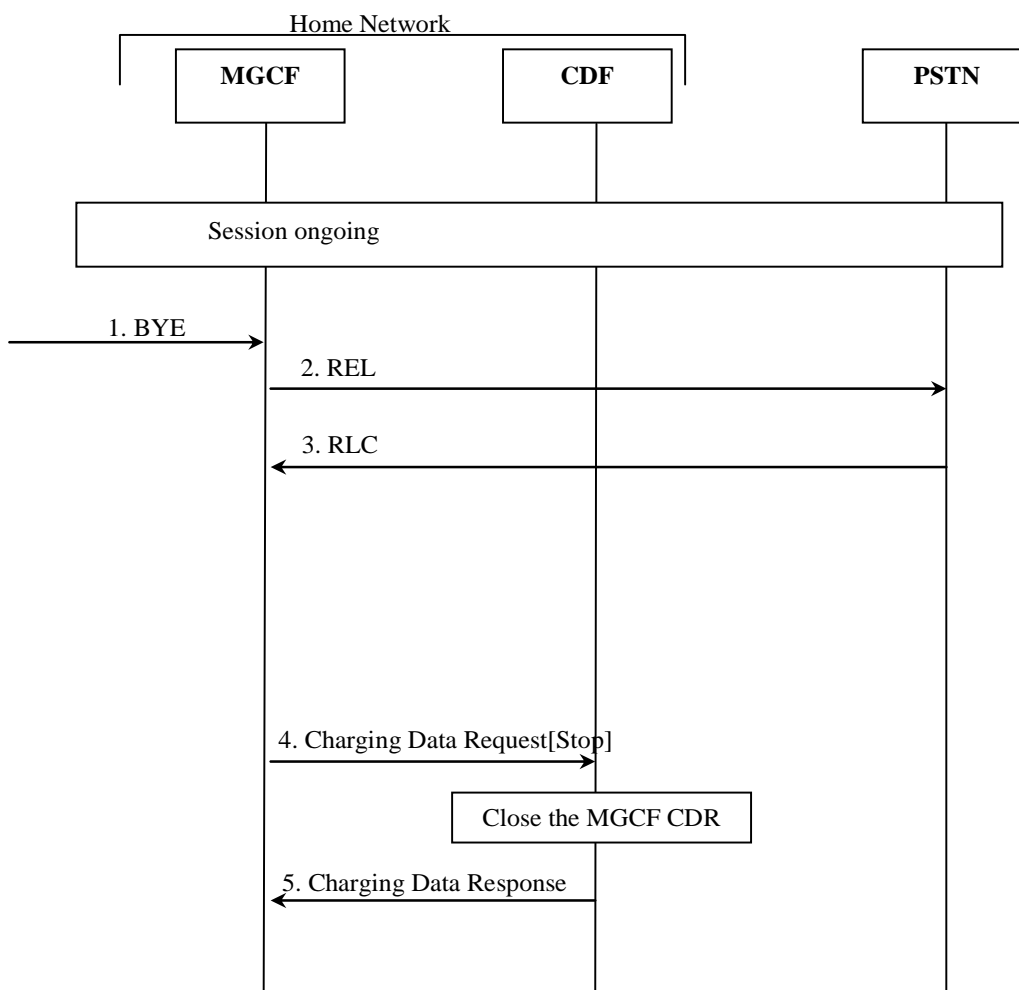 Home Network
MGCF
CDF
PSTN
Session ongoing
1. BYE
2. REL
3. RLC
4. Charging Data Request[Stop]
Close the MGCF CDR
5. Charging Data Response